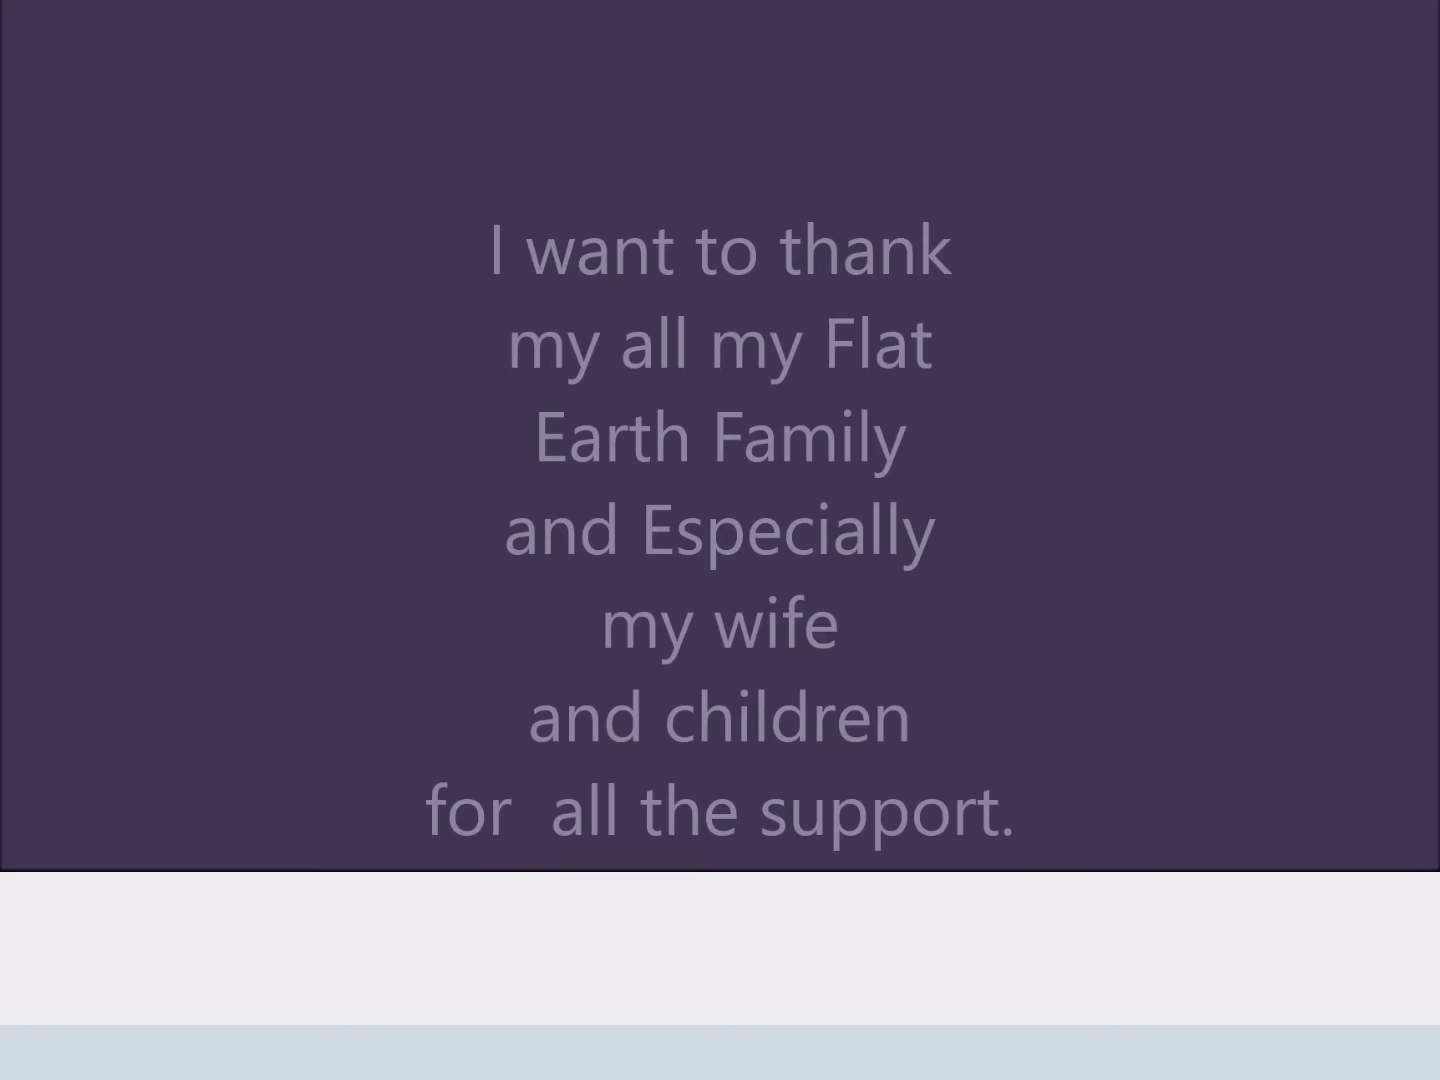 I want to thank
my all my Flat
Earth Family
and Especially
my wife
and children
for  all the support.